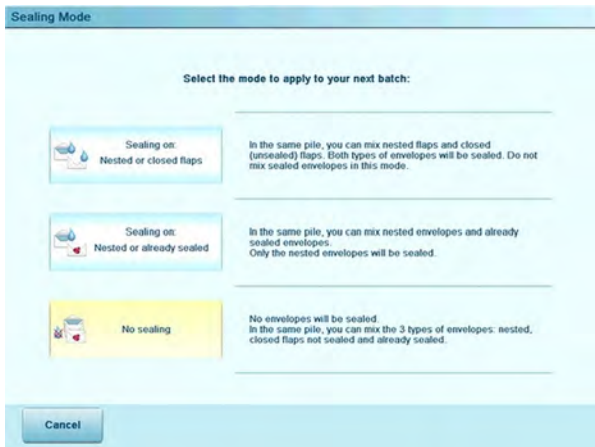 Sealing Mode
Select the mode to apply to your next batch:
Sealing on:
Nested or closed flaps
In the same pile, you can mix nested flaps and closed
(unsealed) flaps. Both types of envelopes will be sealed. Do not
mix sealed envelopes in this mode.
Sealing on:
Nested or already sealed
In the same pile, you can mix nested envelopes and already
sealed envelopes.
Only the nested envelopes will be sealed.
No sealing
No envelopes will be sealed.
In the same pile, you can mix the 3 types of envelopes: nested,
closed flaps not sealed and already sealed.
Cancel